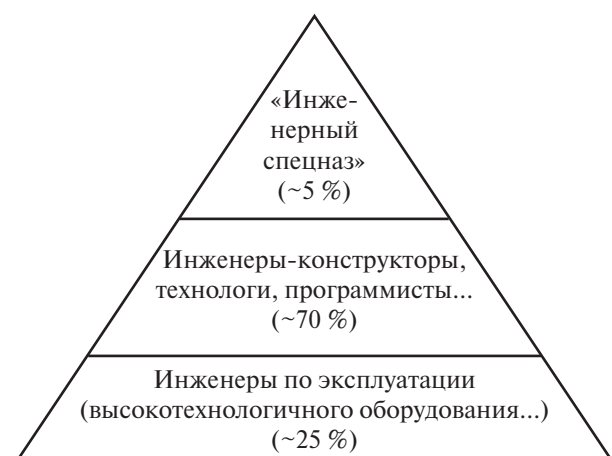 «Инже-
нерный
спецназ»
(~5 %)
Инженеры-конструкторы,
технологи, программисты...
(~70 %)
Инженеры по эксплуатации
(высокотехнологичного оборудования...)
(~25 %)